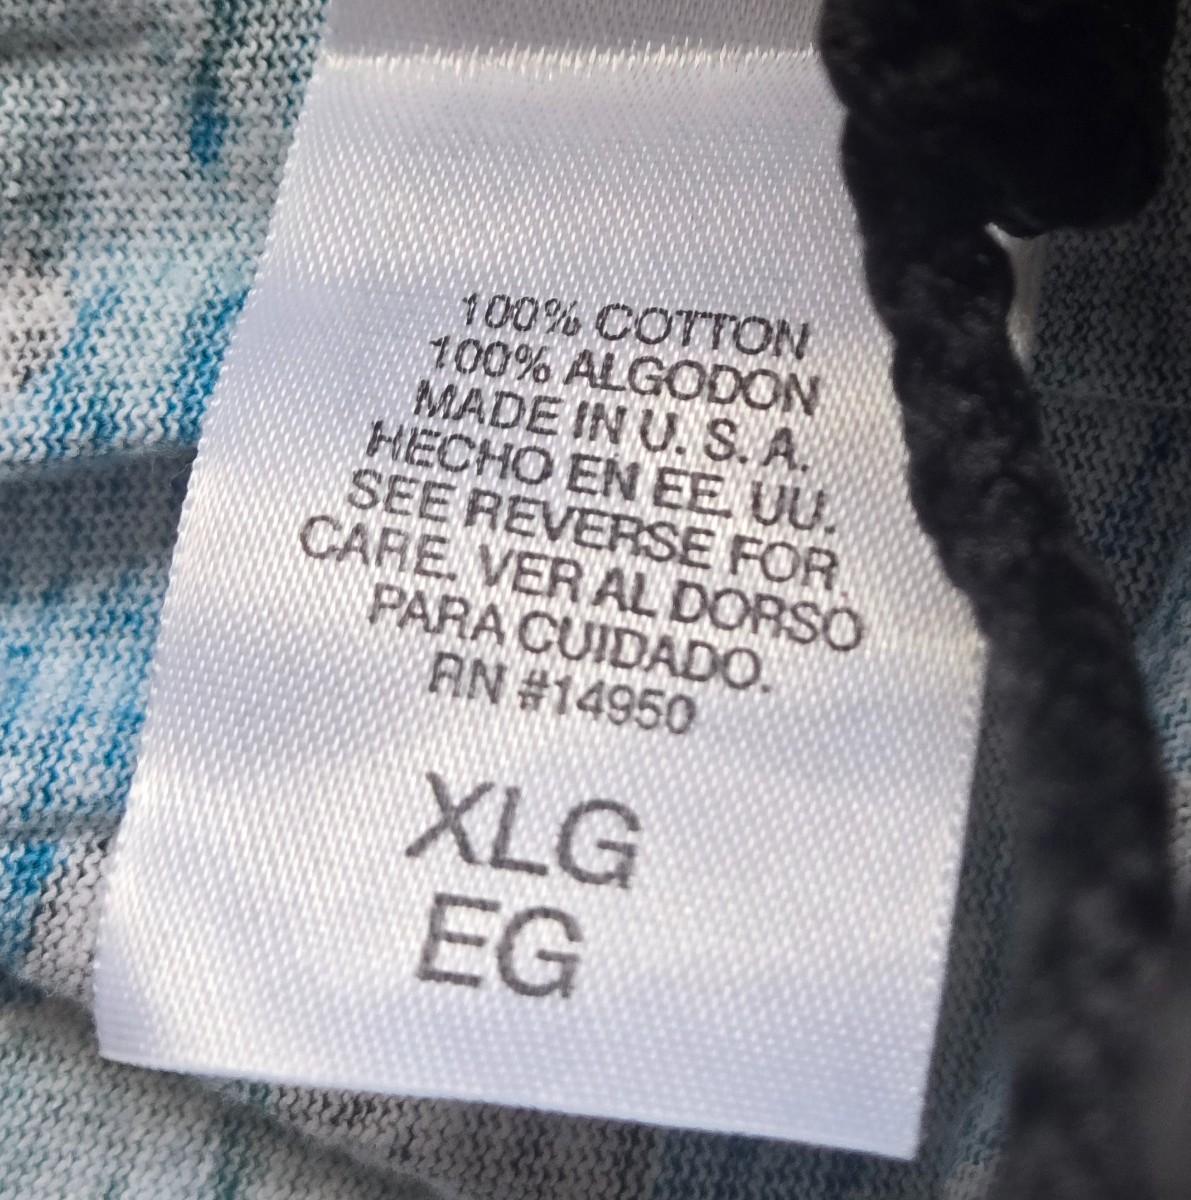 100% COTTON
100% ALGODON
MADE IN U. S. A.
HECHO EN EE. UU.
SEE REVERSE FOR
CARE. VER AL DORSO
PARA CUIDADO.
RN #14950
XLG
EG